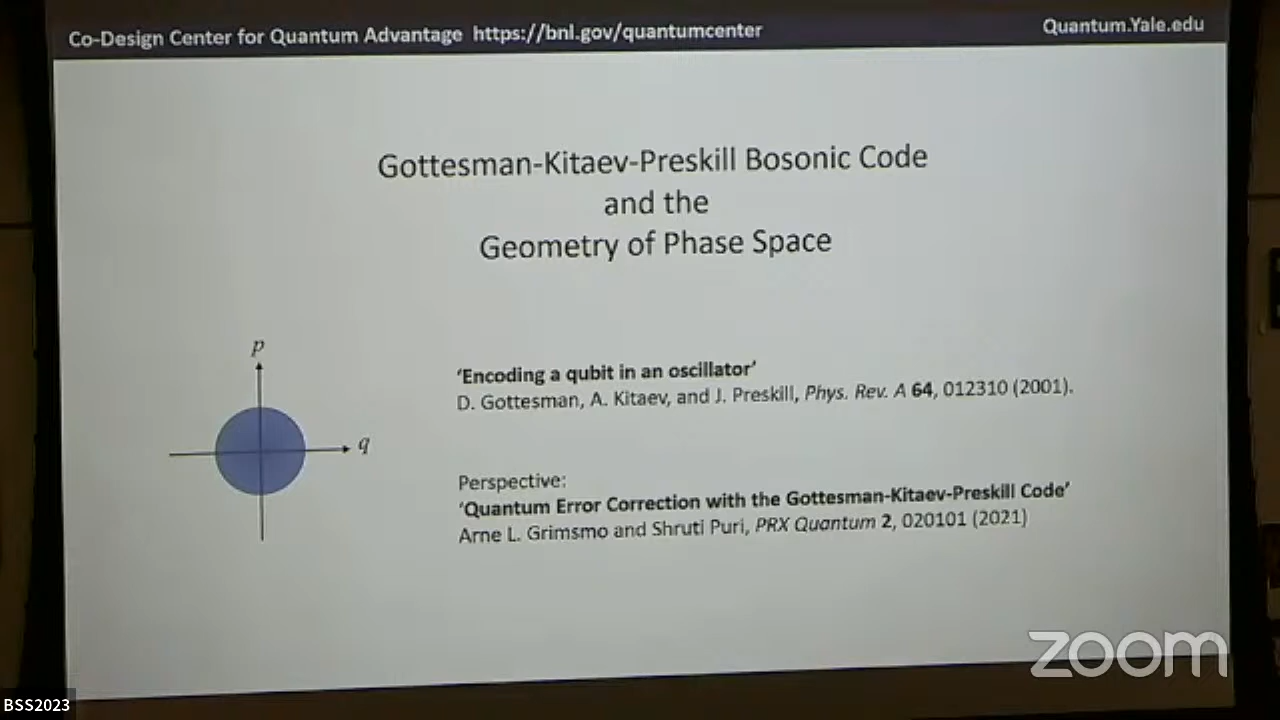 Co-Design Center for Quantum Advantage https://bnl.gov/quantumcenter
Quantum.Yale.edu
Gottesman-Kitaev-Preskill Bosonic Code
and the
Geometry of Phase Space
p
q
‘Encoding a qubit in an oscillator’
D. Gottesman, A. Kitaev, and J. Preskill, Phys. Rev. A 64, 012310 (2001).
Perspective:
‘Quantum Error Correction with the Gottesman-Kitaev-Preskill Code’
Arne L. Grimsmo and Shruti Puri, PRX Quantum 2, 020101 (2021)
zoom
BSS2023